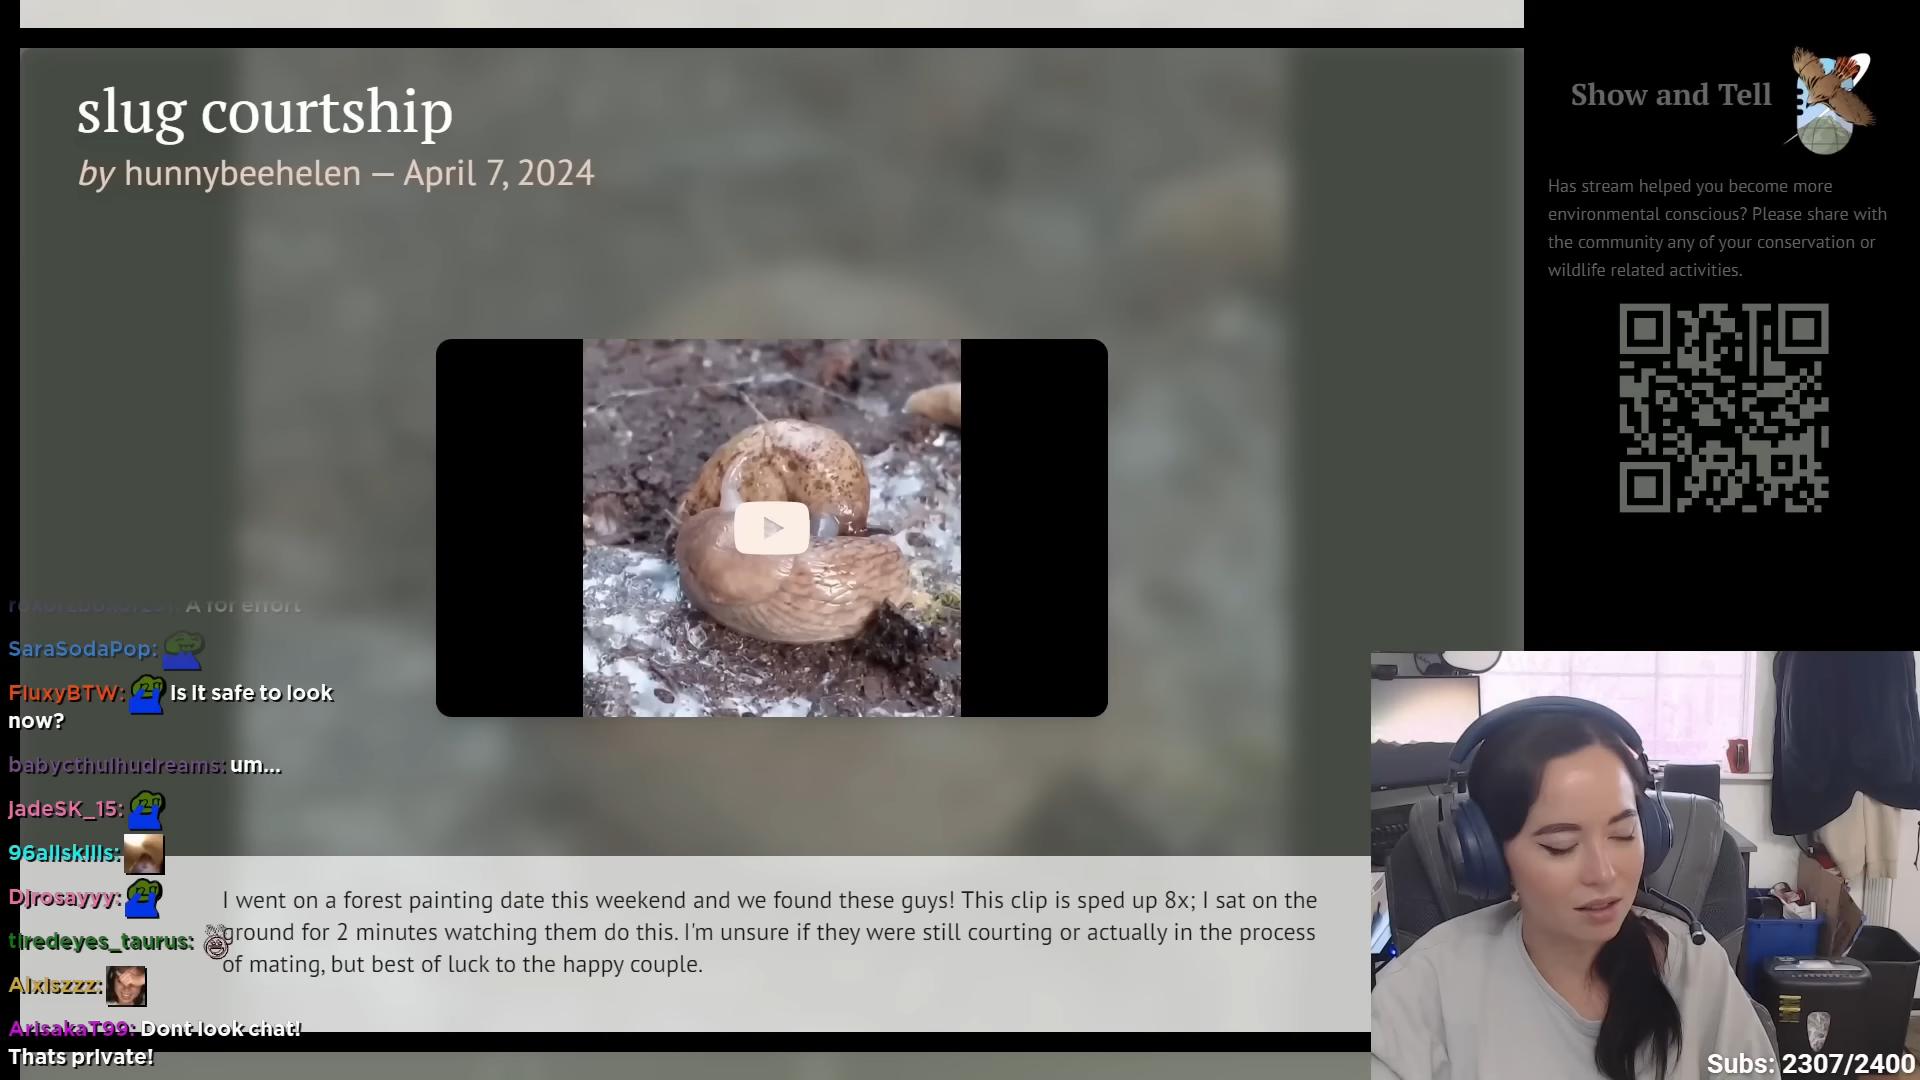 slug courtship
by hunnybeehelen — April 7, 2024
Show and Tell
Has stream helped you become more
environmental conscious? Please share with
the community any of your conservation or
wildlife related activities.
A for effort
SaraSodaPop:
FluxyBTW: Is it safe to look
now?
babycthulhudreams: um...
JadeSK_15:
96allskills:
Djrosayyy:
tiredeyes_taurus:
Alxiszzz:
ArisakaT99: Dont look chat!
Thats private!
I went on a forest painting date this weekend and we found these guys! This clip is sped up 8x; I sat on the
ground for 2 minutes watching them do this. I'm unsure if they were still courting or actually in the process
of mating, but best of luck to the happy couple.
Subs: 2307/2400